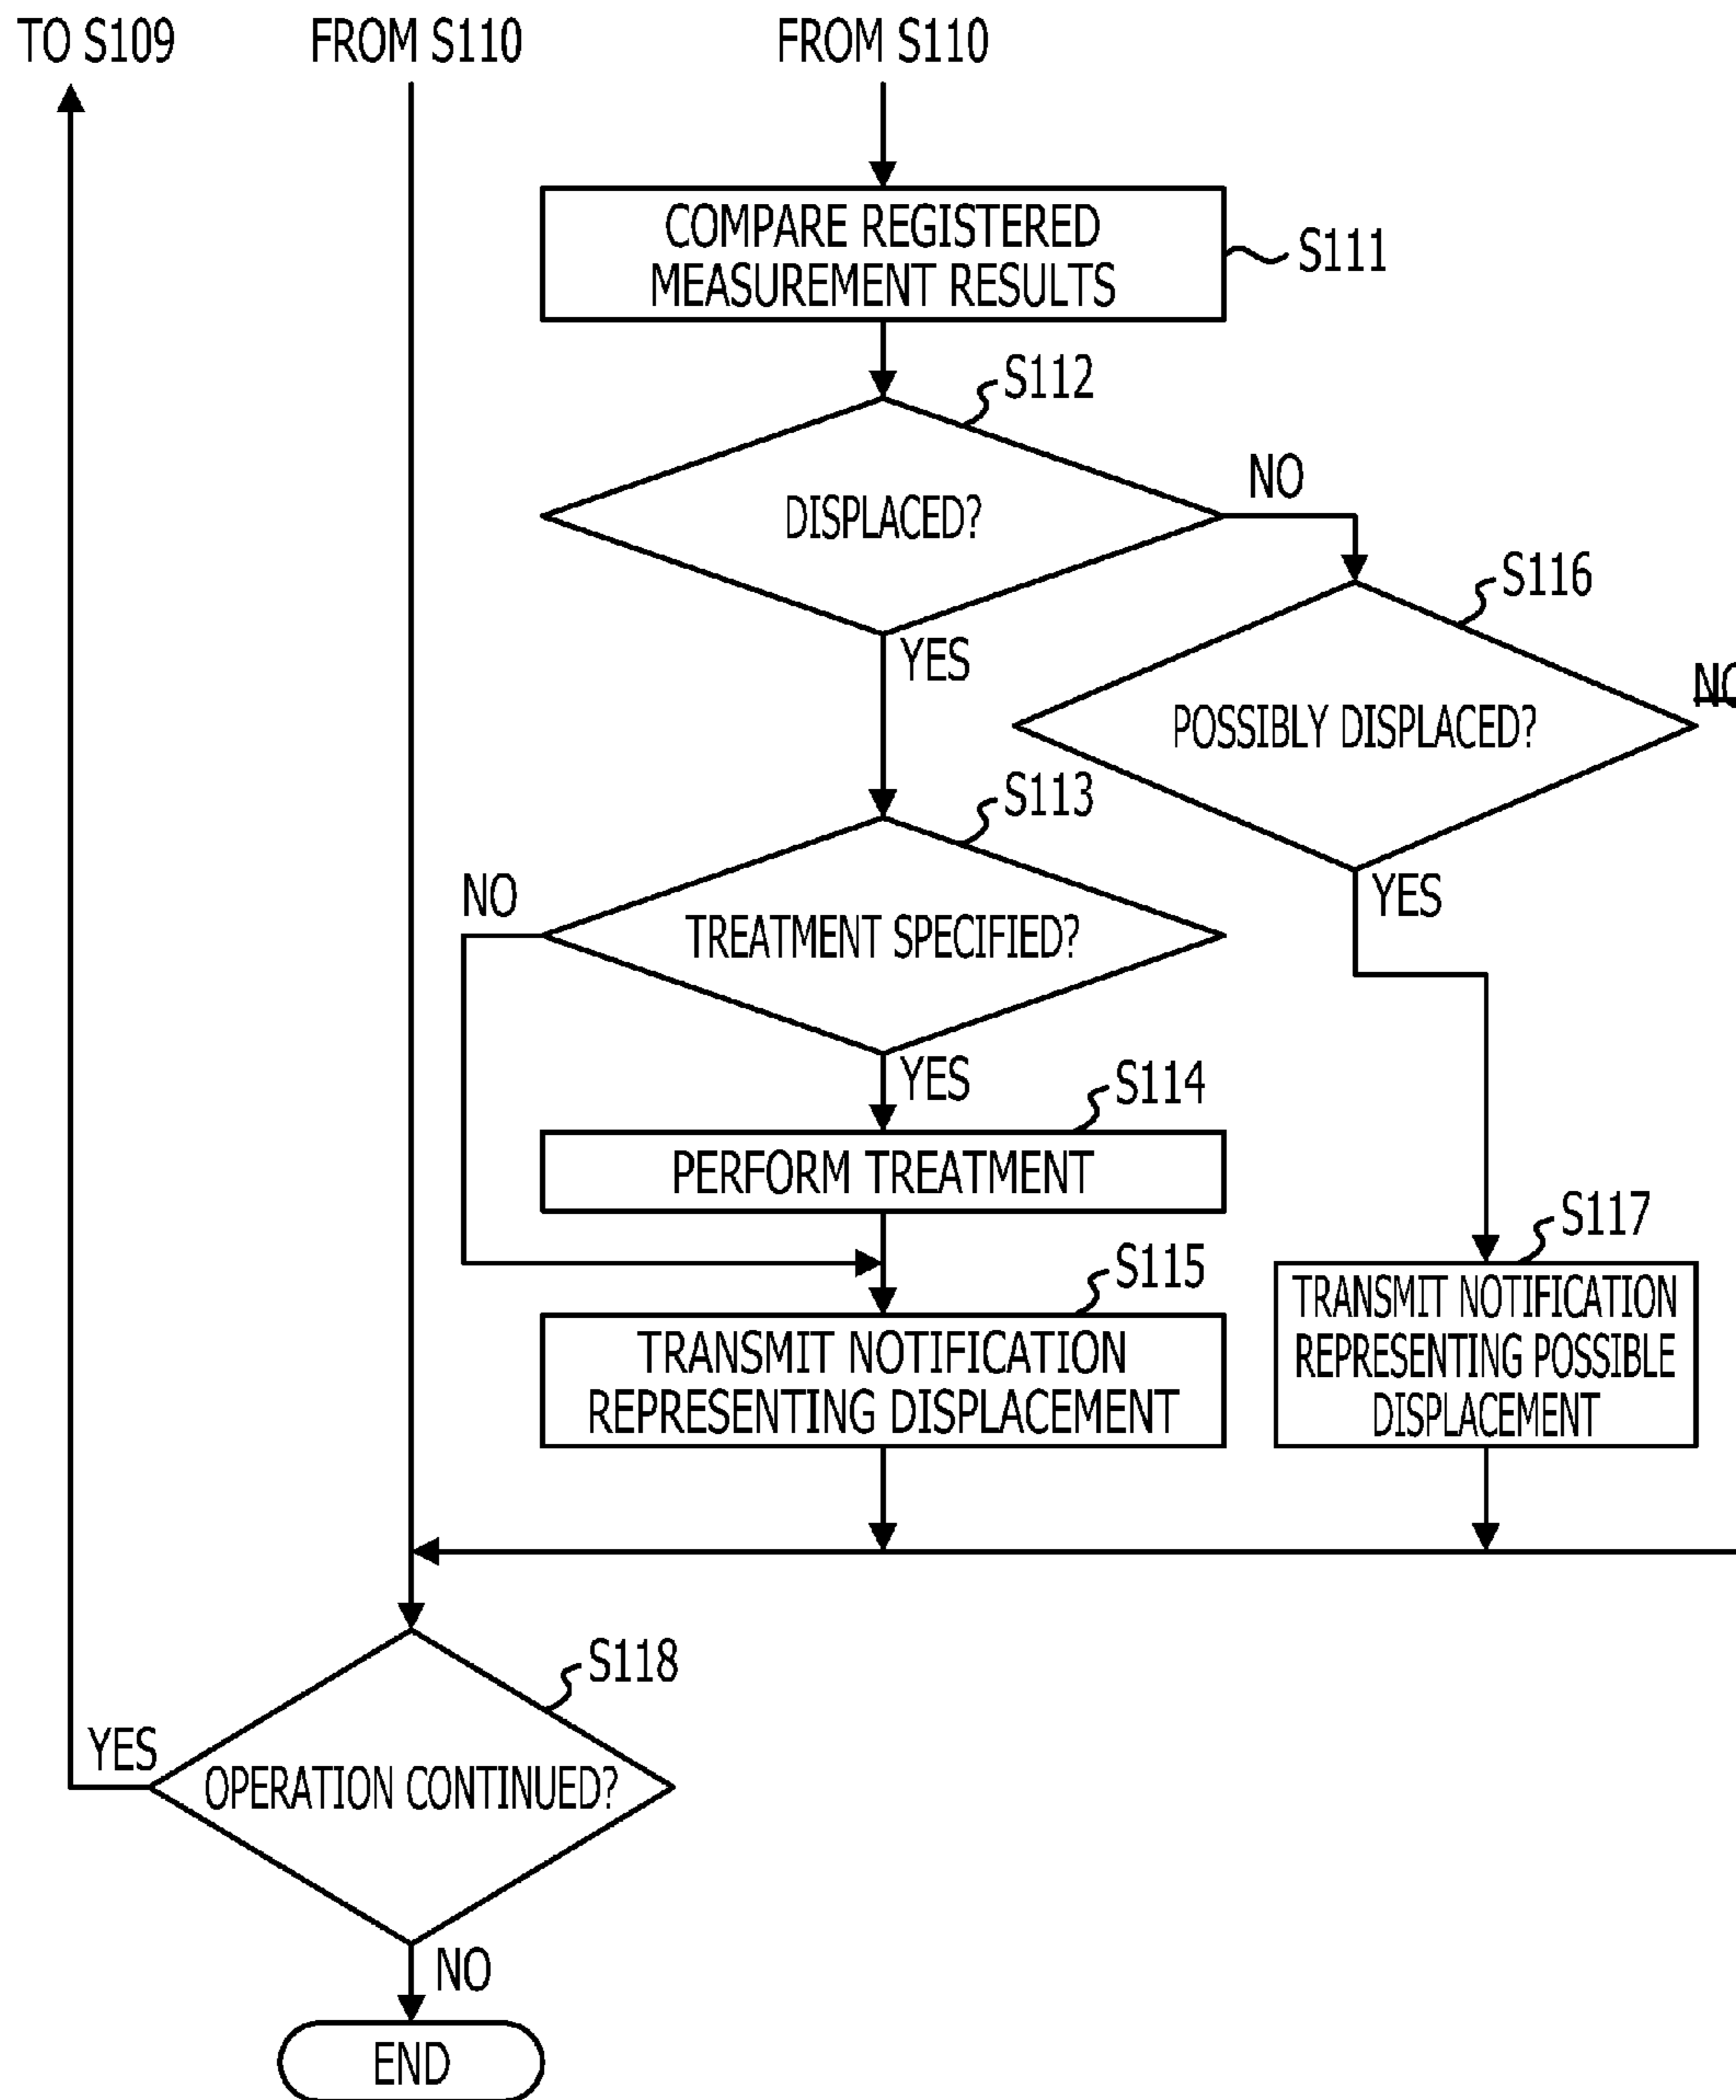 TO S109
FROM S110
FROM S110
COMPARE REGISTERED
MEASUREMENT RESULTS
S111
S112
DISPLACED?
NO
YES
S116
POSSIBLY DISPLACED?
NO
YES
S113
TREATMENT SPECIFIED?
NO
YES
S114
PERFORM TREATMENT
S115
TRANSMIT NOTIFICATION
REPRESENTING DISPLACEMENT
S117
TRANSMIT NOTIFICATION
REPRESENTING POSSIBLE
DISPLACEMENT
S118
OPERATION CONTINUED?
YES
NO
END